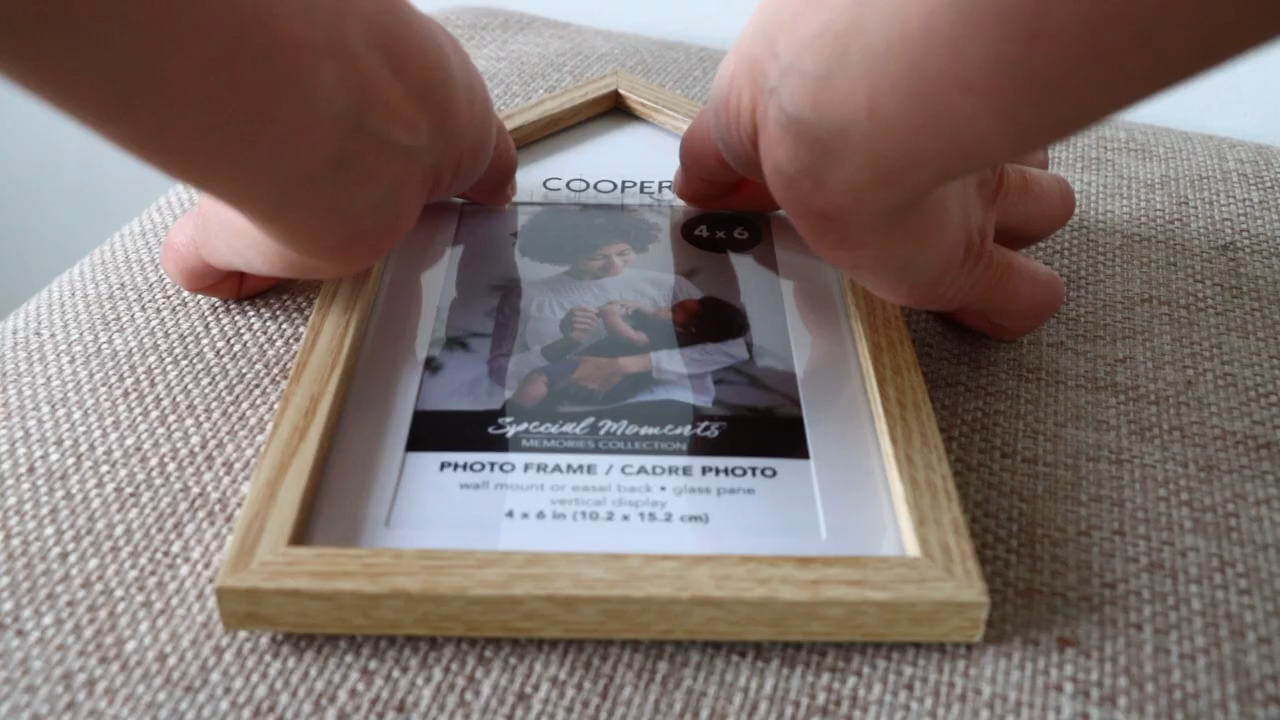 COOPER
4 x 6
Special Moments
MEMORIES COLLECTION
PHOTO FRAME / CADRE PHOTO
wall mount or easel back • glass pane
vertical display
4 x 6 in (10.2 x 15.2 cm)